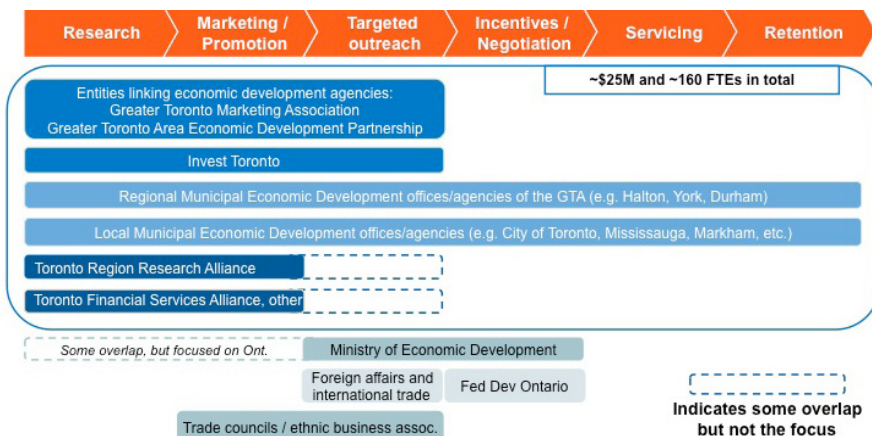 Research
Marketing /
Promotion
Targeted
outreach
Incentives /
Negotiation
Servicing
Retention
~$25M and ~160 FTEs in total
Entities linking economic development agencies:
Greater Toronto Marketing Association
Greater Toronto Area Economic Development Partnership
Invest Toronto
Regional Municipal Economic Development offices/agencies of the GTA (e.g. Halton, York, Durham)
Local Municipal Economic Development offices/agencies (e.g. City of Toronto, Mississauga, Markham, etc.)
Toronto Region Research Alliance
Toronto Financial Services Alliance, other
Some overlap, but focused on Ont.
Ministry of Economic Development
Foreign affairs and
international trade
Fed Dev Ontario
Trade councils / ethnic business assoc.
Indicates some overlap
but not the focus